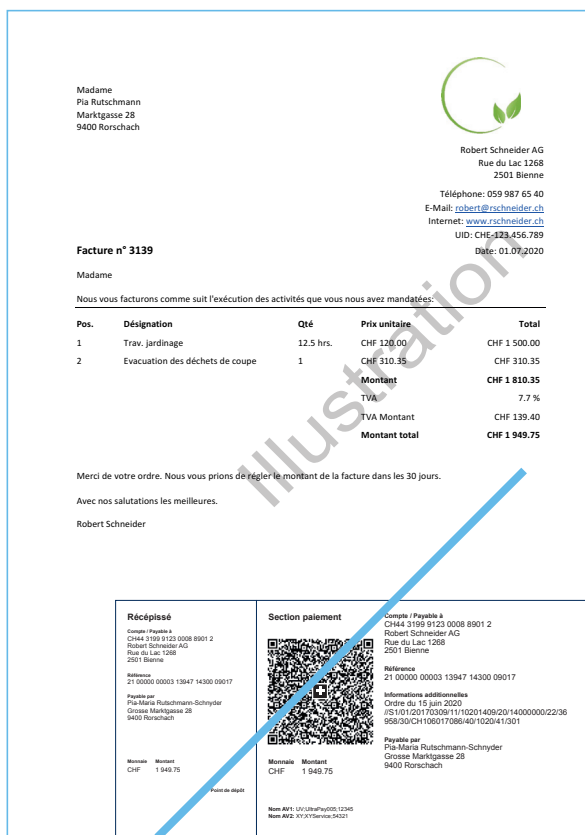 Madame
Pia Rutschmann
Marktgasse 28
9400 Rorschach
Robert Schneider AG
Rue du Lac 1268
2501 Bienne
Téléphone: 059 987 65 40
E-Mail: robert@rschneider.ch
Internet: www.rschneider.ch
UID: CHE-123.456.789
Facture n° 3139 Date: 01.07.2020
Madame
Nous vous facturons comme suit l'exécution des activités que vous nous avez mandatées:
Pos. Désignation Qté Prix unitaire Total
1 Trav. jardinage 12.5 hrs. CHF 120.00 CHF 1 500.00
2 Evacuation des déchets de coupe 1 CHF 310.35 CHF 310.35
Montant CHF 1 810.35
TVA 7.7 %
TVA Montant CHF 139.40
Montant total CHF 1 949.75
Illustration
Merci de votre ordre. Nous vous prions de régler le montant de la facture dans les 30 jours.
Avec nos salutations les meilleures.
Robert Schneider
Récépissé
Compte / Payable à
CH44 3199 9123 0008 8901 2
Robert Schneider AG
Rue du Lac 1268
2501 Bienne
Référence
21 00000 00003 13947 14300 09017
Payable par
Pia-Maria Rutschmann-Schnyder
Grosse Marktgasse 28
9400 Rorschach
Monnaie Montant
CHF 1 949.75
Point de dépôt
Section paiement
Monnaie Montant
CHF 1 949.75
Nom AV1: UV;UltraPay005;12345
Nom AV2: XY;XYService;54321
Compte / Payable à
CH44 3199 9123 0008 8901 2
Robert Schneider AG
Rue du Lac 1268
2501 Bienne
Référence
21 00000 00003 13947 14300 09017
Informations additionnelles
Ordre du 15 juin 2020
//S1/01/20170309/11/10201409/20/14000000/22/36
958/30/CH106017086/40/1020/41/301
Payable par
Pia-Maria Rutschmann-Schnyder
Grosse Marktgasse 28
9400 Rorschach